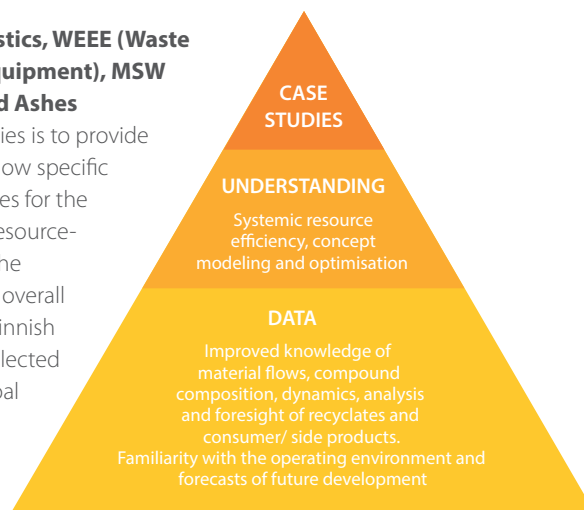 stics, WEEE (Waste
quipment), MSW
d Ashes
ies is to provide
ow specific
es for the
esource-
he
overall
innish
lected
bal
CASE
STUDIES
UNDERSTANDING
Systemic resource
efficiency, concept
modeling and optimisation
DATA
Improved knowledge of
material flows, compound
composition, dynamics, analysis
and foresight of recyclates and
consumer/ side products.
Familiarity with the operating environment and
forecasts of future development